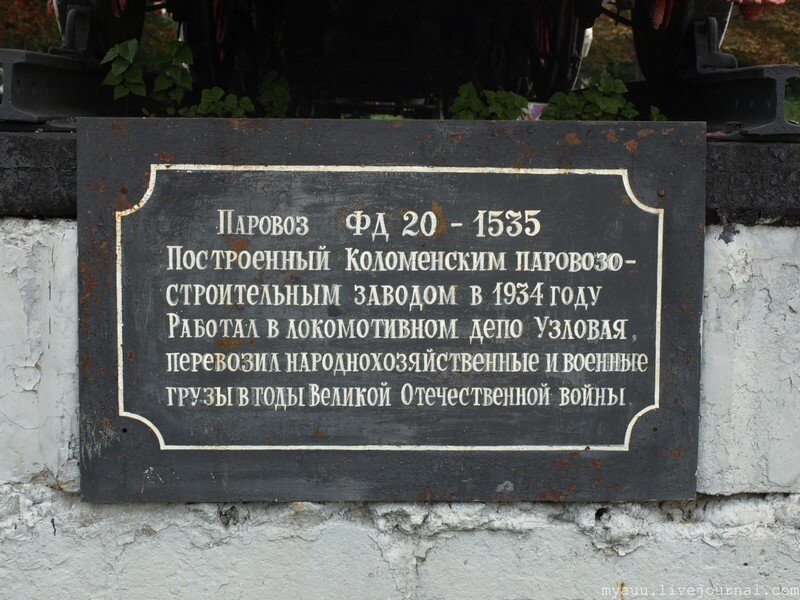 Паровоз ФД 20 - 1535
Построенный Коломенским паровозо-
строительным заводом в 1934 году
Работал в локомотивном депо Узловая,
перевозил народнохозяйственные и военные
грузы в годы Великой Отечественной войны.
myauu.livejournal.com